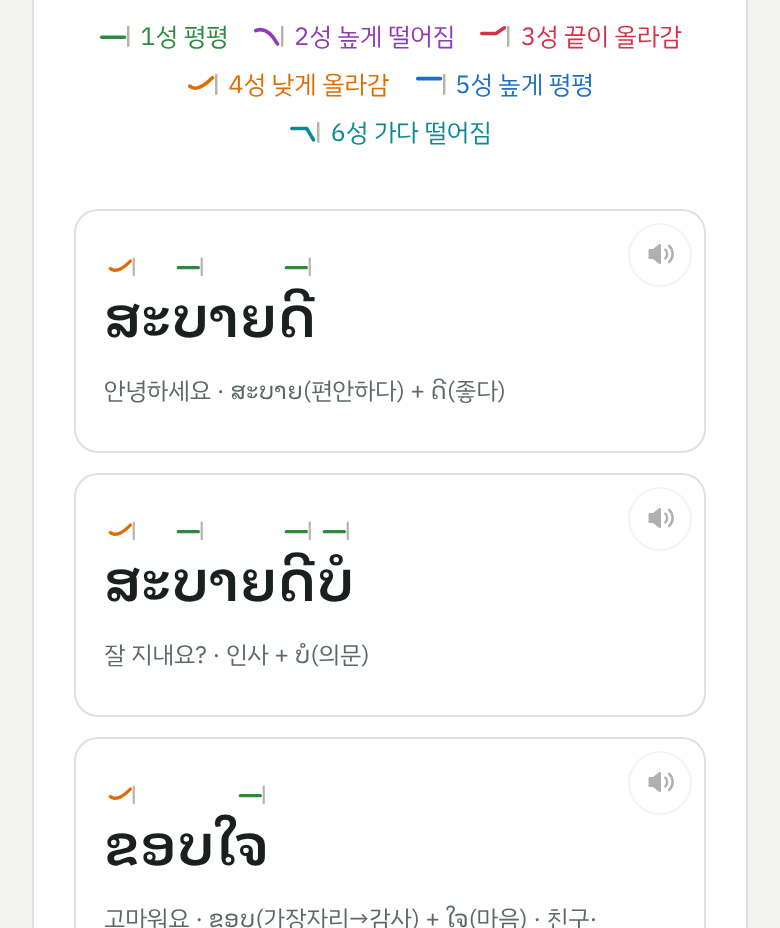 1성 평평 2성 높게 떨어짐 3성 끝이 올라감
4성 낮게 올라감 5성 높게 평평
6성 가다 떨어짐
ສະບາຍດີ
안녕하세요 · ສະບາຍ(편안하다) + ດີ(좋다)
ສະບາຍດີບໍ
잘 지내요? · 인사 + ບໍ(의문)
ຂອບໃຈ
고마워요 · ຂອບ(가장자리→감사) + ໃຈ(마음) · 친구·